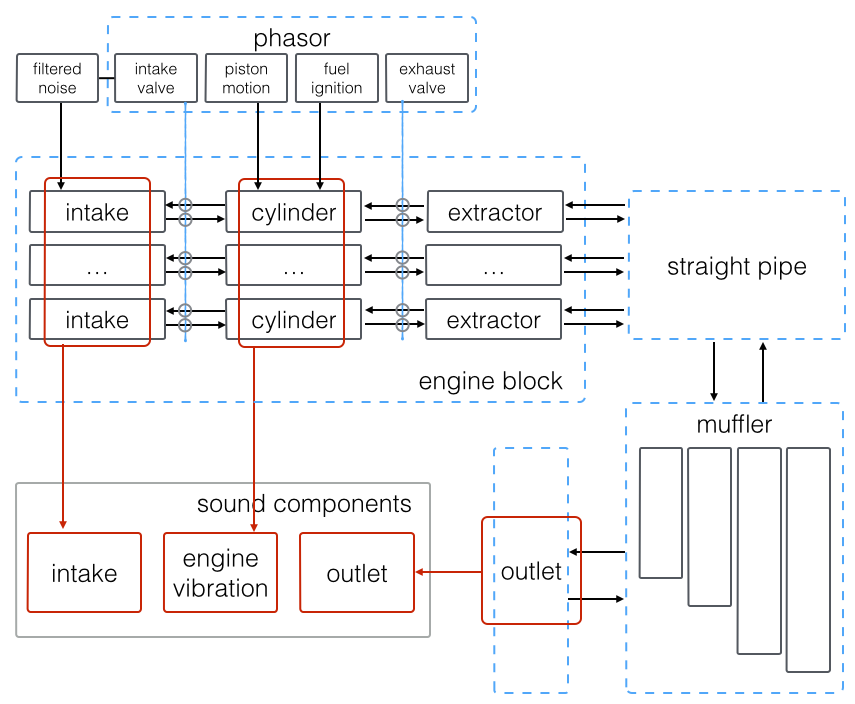 phasor
filtered
noise
intake
valve
piston
motion
fuel
ignition
exhaust
valve
intake
cylinder
extractor
...
...
...
straight pipe
intake
cylinder
extractor
engine block
muffler
sound components
intake
engine
vibration
outlet
outlet